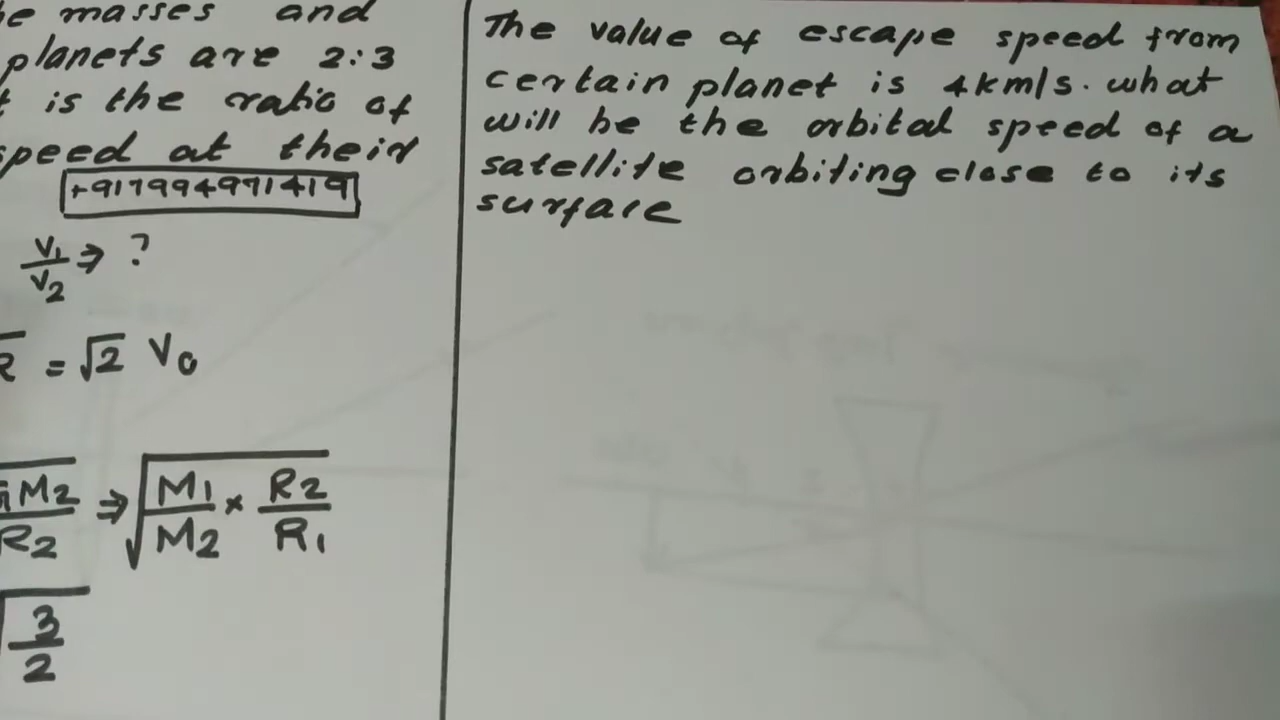 e masses and
planets are 2:3
t is the ratio of
speed at their
+917994971419
V1/V2 ⇒ ?
R = √2 V0
GM2/R2 ⇒ √(M1/M2 × R2/R1)
√(3/2)
The value of escape speed from
certain planet is 4km/s. what
will be the orbital speed of a
satellite orbiting close to its
surface